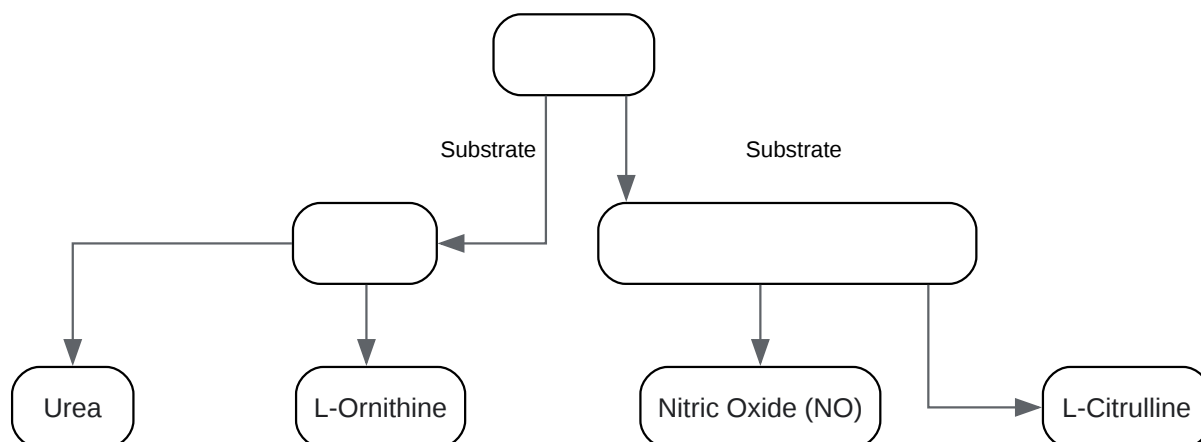 Substrate
Substrate
Urea
L-Ornithine
Nitric Oxide (NO)
L-Citrulline